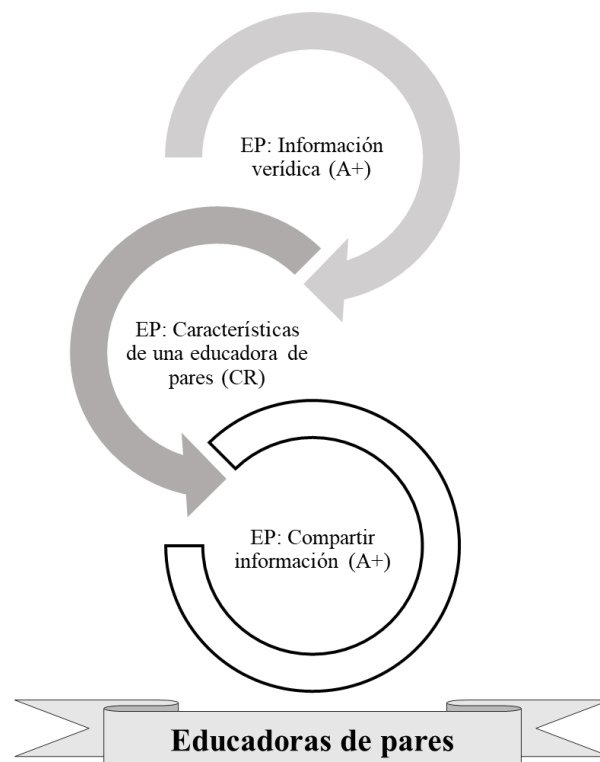 EP: Información
verídica (A+)
EP: Características
de una educadora de
pares (CR)
EP: Compartir
información (A+)
Educadoras de pares